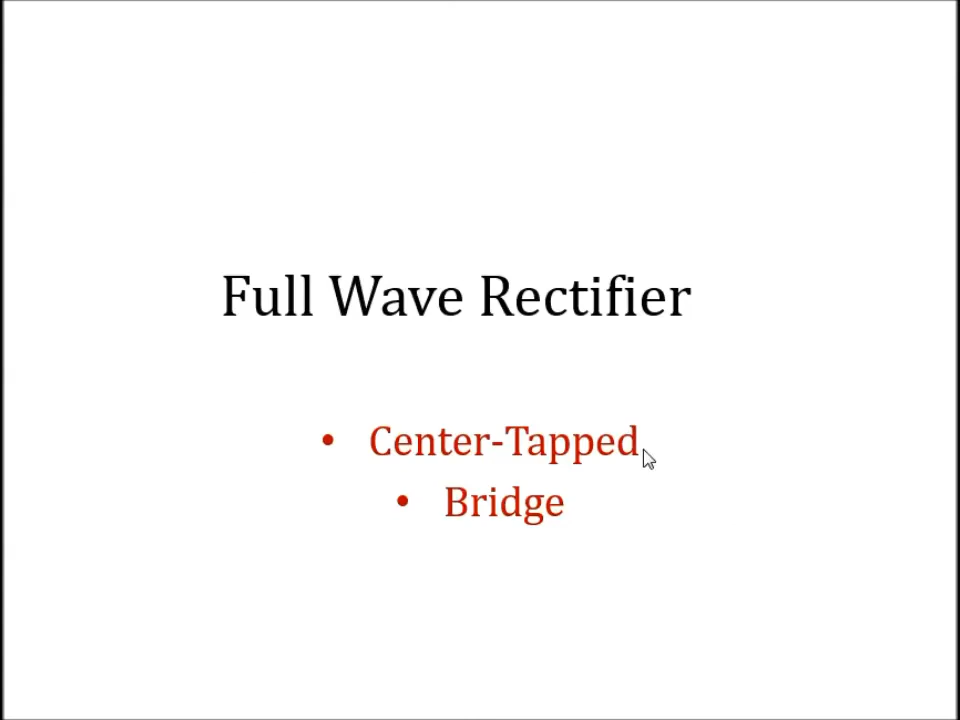 Full Wave Rectifier
• Center-Tapped
• Bridge